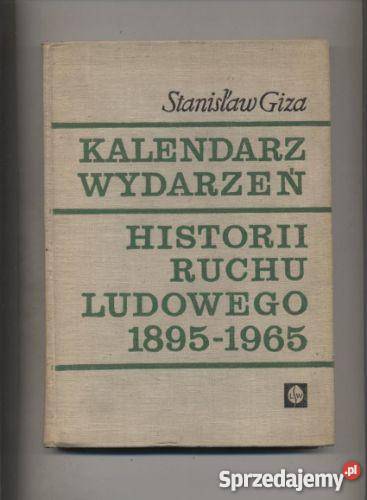 Stanisław Giza
KALENDARZ
WYDARZEŃ
HISTORII
RUCHU
LUDOWEGO
1895-1965
LSW
Sprzedajemy.pl